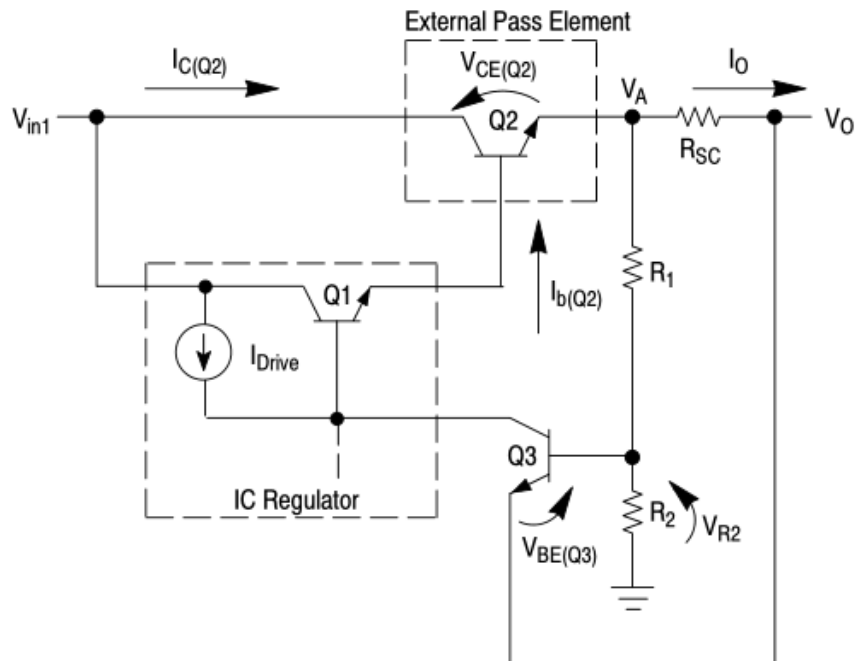 External Pass Element
I_C(Q2)
V_CE(Q2)
I_O
V_A
V_in1
Q2
V_O
R_SC
Q1
R_1
I_b(Q2)
I_Drive
Q3
IC Regulator
R_2
V_R2
V_BE(Q3)